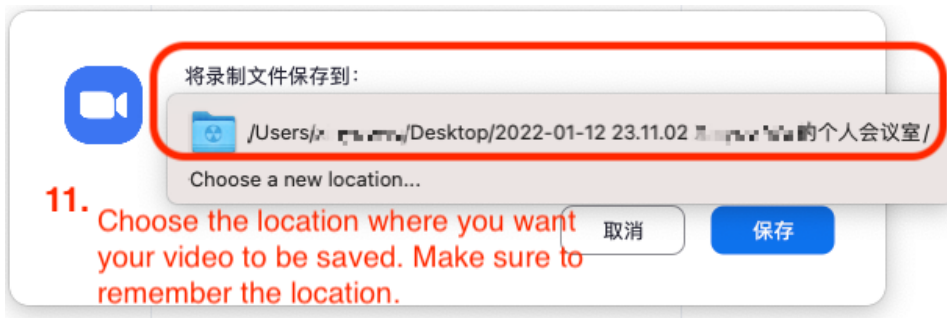 将录制文件保存到：
/Users/ /Desktop/2022-01-12 23.11.02 的个人会议室/
Choose a new location...
11.
Choose the location where you want
your video to be saved. Make sure to
remember the location.
取消
保存